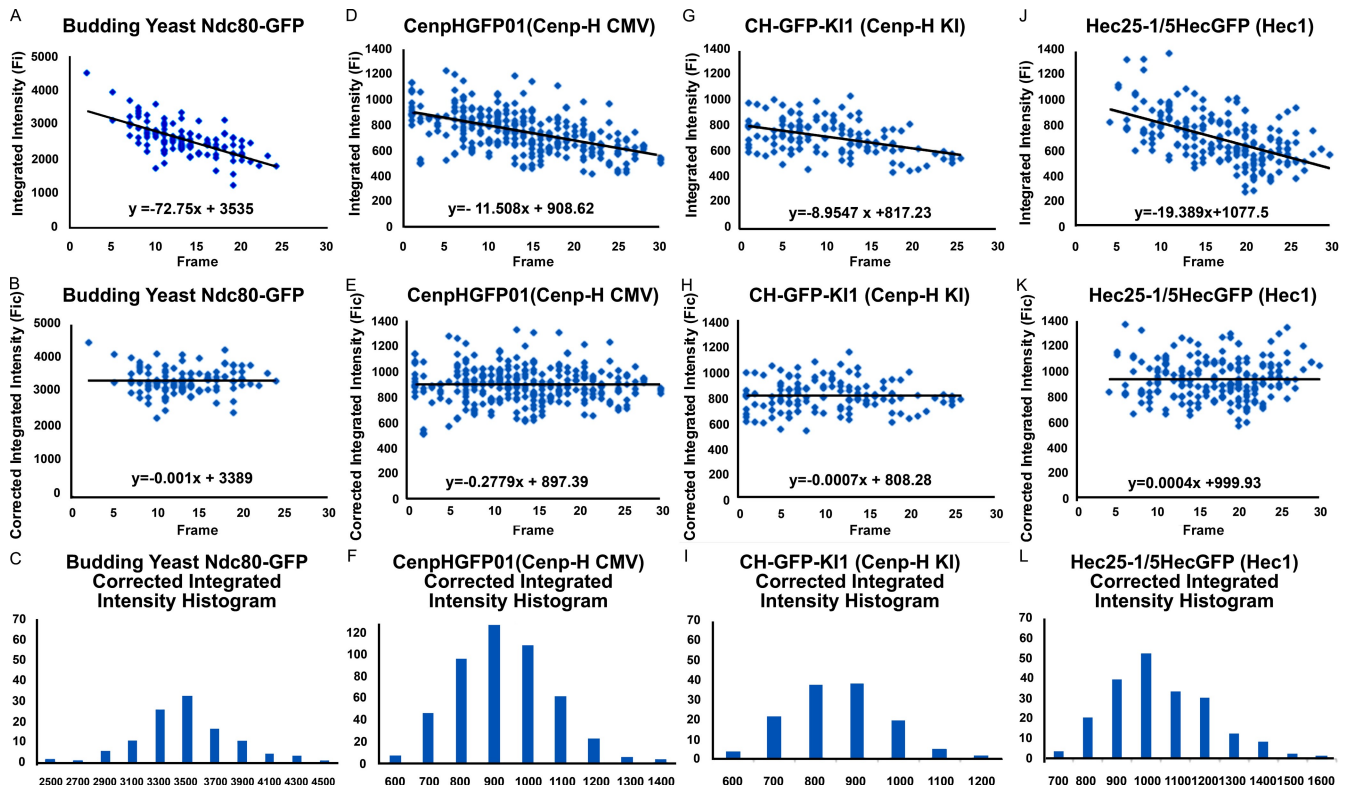 A
Budding Yeast Ndc80-GFP
Integrated Intensity (Fi)
5000
4000
3000
2000
1000
0
y =-72.75x + 3535
0 5 10 15 20 25 30
Frame
D
CenpHGFP01(Cenp-H CMV)
Integrated Intensity (Fi)
1400
1200
1000
800
600
400
200
0
y=- 11.508x + 908.62
0 5 10 15 20 25 30
Frame
G
CH-GFP-KI1 (Cenp-H KI)
Integrated Intensity (Fi)
1400
1200
1000
800
600
400
200
0
y=-8.9547 x +817.23
0 5 10 15 20 25 30
Frame
J
Hec25-1/5HecGFP (Hec1)
Integrated Intensity (Fi)
1400
1200
1000
800
600
400
200
0
y=-19.389x+1077.5
0 5 10 15 20 25 30
Frame
B
Budding Yeast Ndc80-GFP
Corrected Integrated Intensity (Fic)
5000
4000
3000
2000
1000
0
y=-0.001x + 3389
0 5 10 15 20 25 30
Frame
E
CenpHGFP01(Cenp-H CMV)
Corrected Integrated Intensity (Fic)
1400
1200
1000
800
600
400
200
0
y=-0.2779x + 897.39
0 5 10 15 20 25 30
Frame
H
CH-GFP-KI1 (Cenp-H KI)
Corrected Integrated Intensity (Fic)
1400
1200
1000
800
600
400
200
0
y=-0.0007x + 808.28
0 5 10 15 20 25 30
Frame
K
Hec25-1/5HecGFP (Hec1)
Corrected Integrated Intensity (Fic)
1400
1200
1000
800
600
400
200
0
y=0.0004x +999.93
0 5 10 15 20 25 30
Frame
C
Budding Yeast Ndc80-GFP
Corrected Integrated
Intensity Histogram
70
60
50
40
30
20
10
0
2500 2700 2900 3100 3300 3500 3700 3900 4100 4300 4500
F
CenpHGFP01(Cenp-H CMV)
Corrected Integrated
Intensity Histogram
120
100
80
60
40
20
0
600 700 800 900 1000 1100 1200 1300 1400
I
CH-GFP-KI1 (Cenp-H KI)
Corrected Integrated
Intensity Histogram
70
60
50
40
30
20
10
0
600 700 800 900 1000 1100 1200
L
Hec25-1/5HecGFP (Hec1)
Corrected Integrated
Intensity Histogram
70
60
50
40
30
20
10
0
700 800 900 1000 1100 1200 1300 1400 1500 1600